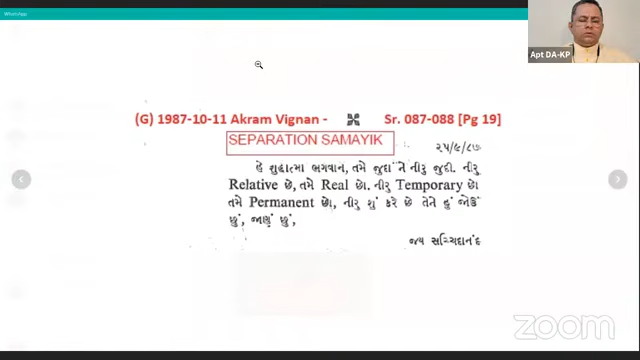 WhatsApp
Apt DA-KP
(G) 1987-10-11 Akram Vignan - Sr. 087-088 [Pg 19]
SEPARATION SAMAYIK
૨૫/૯/૮૭
હે શુદ્ધાત્મા ભગવાન, તમે જુદા ને નીરુ જુદી. નીરુ
Relative છે, તમે Real છો. નીરુ Temporary છે
તમે Permanent છો, નીરુ શું કરે છે તેને હું જોઉં
છું, જાણું છું,
જય સચ્ચિદાનંદ
zoom